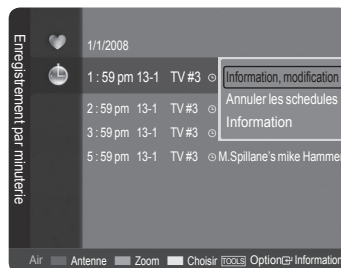 Enregistrement par minuterie
1/1/2008
1 : 59 pm 13-1 TV #3
Information, modification
Annuler les schedules
Information
2 : 59 pm 13-1 TV #3
3 : 59 pm 13-1 TV #3
5 : 59 pm 13-1 TV #3 M.Spillane’s mike Hammer
Air Antenne Zoom Choisir TOOLS Option Information